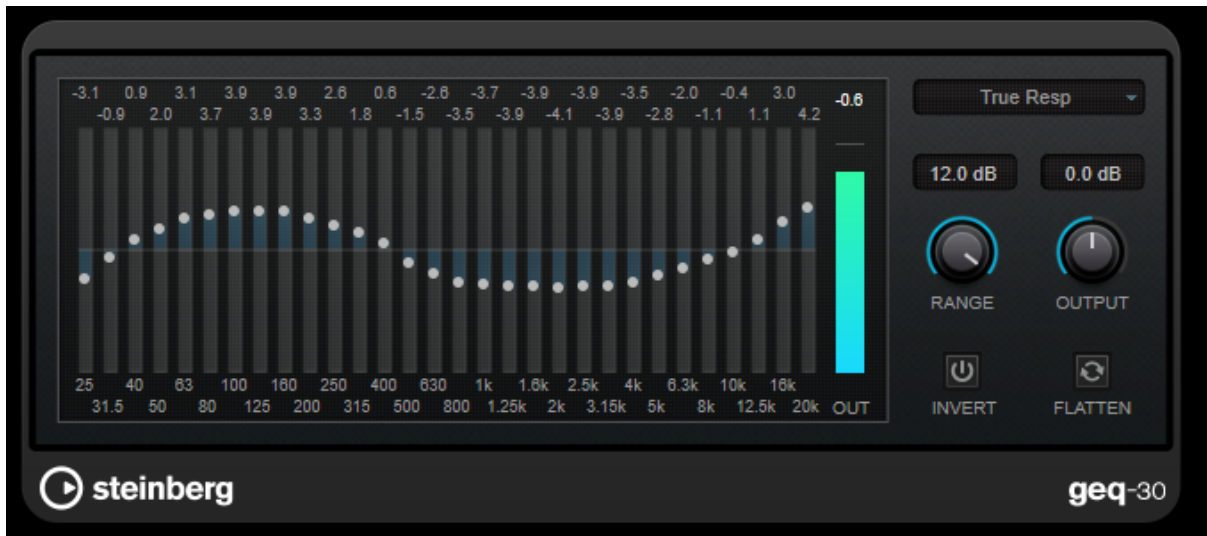 -3.1 0.9 3.1 3.9 3.9 2.6 0.6 -2.6 -3.7 -3.9 -3.9 -3.5 -2.0 -0.4 3.0
-0.9 2.0 3.7 3.9 3.3 1.8 -1.5 -3.5 -3.9 -4.1 -3.9 -2.8 -1.1 1.1 4.2
-0.6
True Resp
12.0 dB 0.0 dB
RANGE OUTPUT
25 40 63 100 160 250 400 630 1k 1.6k 2.5k 4k 6.3k 10k 16k
31.5 50 80 125 200 315 500 800 1.25k 2k 3.15k 5k 8k 12.5k 20k OUT
INVERT FLATTEN
steinberg
geq-30